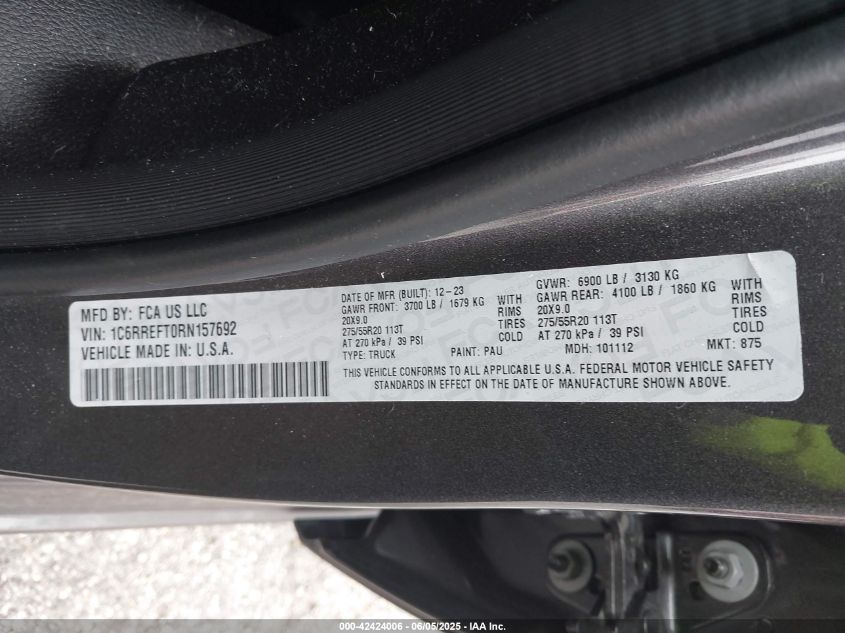 MFD BY: FCA US LLC
VIN: 1C6RREFT0RN157692
VEHICLE MADE IN U.S.A.
DATE OF MFR (BUILT): 12-23
GVWR: 6900 LB / 3130 KG
GAWR FRONT: 3700 LB / 1679 KG WITH
20X9.0 RIMS
275/55R20 113T TIRES
AT 270 kPa / 39 PSI COLD
GAWR REAR: 4100 LB / 1860 KG WITH
20X9.0 RIMS
275/55R20 113T TIRES
AT 270 kPa / 39 PSI COLD
TYPE: TRUCK PAINT: PAU MDH: 101112 MKT: 875
THIS VEHICLE CONFORMS TO ALL APPLICABLE U.S.A. FEDERAL MOTOR VEHICLE SAFETY
STANDARDS IN EFFECT ON THE DATE OF MANUFACTURE SHOWN ABOVE.
000-42424006 - 06/05/2025 - IAA Inc.